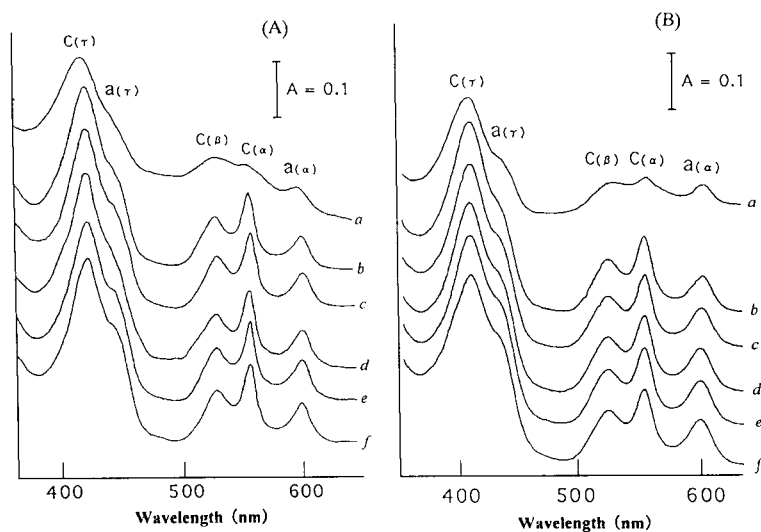 (A)
C(τ)
a(τ)
A = 0.1
C(β)
C(α)
a(α)
a
b
c
d
e
f
400
500
600
Wavelength (nm)
(B)
C(τ)
a(τ)
A = 0.1
C(β)
C(α)
a(α)
a
b
c
d
e
f
400
500
600
Wavelength (nm)